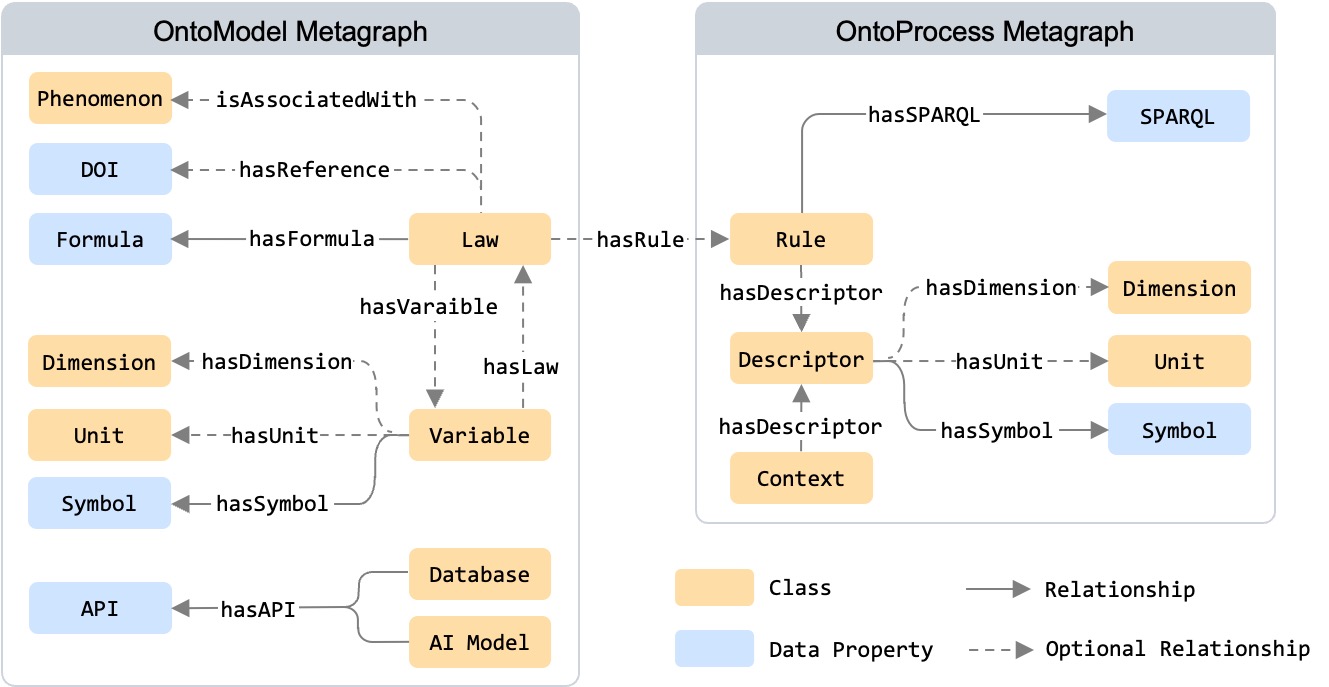 OntoModel Metagraph
Phenomenon
isAssociatedWith
DOI
hasReference
Formula
hasFormula
Law
hasRule
hasVaraible
hasLaw
Dimension
hasDimension
Unit
hasUnit
Variable
Symbol
hasSymbol
API
hasAPI
Database
AI Model
OntoProcess Metagraph
hasSPARQL
SPARQL
Rule
hasDescriptor
Descriptor
hasDimension
Dimension
hasUnit
Unit
hasSymbol
Symbol
hasDescriptor
Context
Class
Relationship
Data Property
Optional Relationship